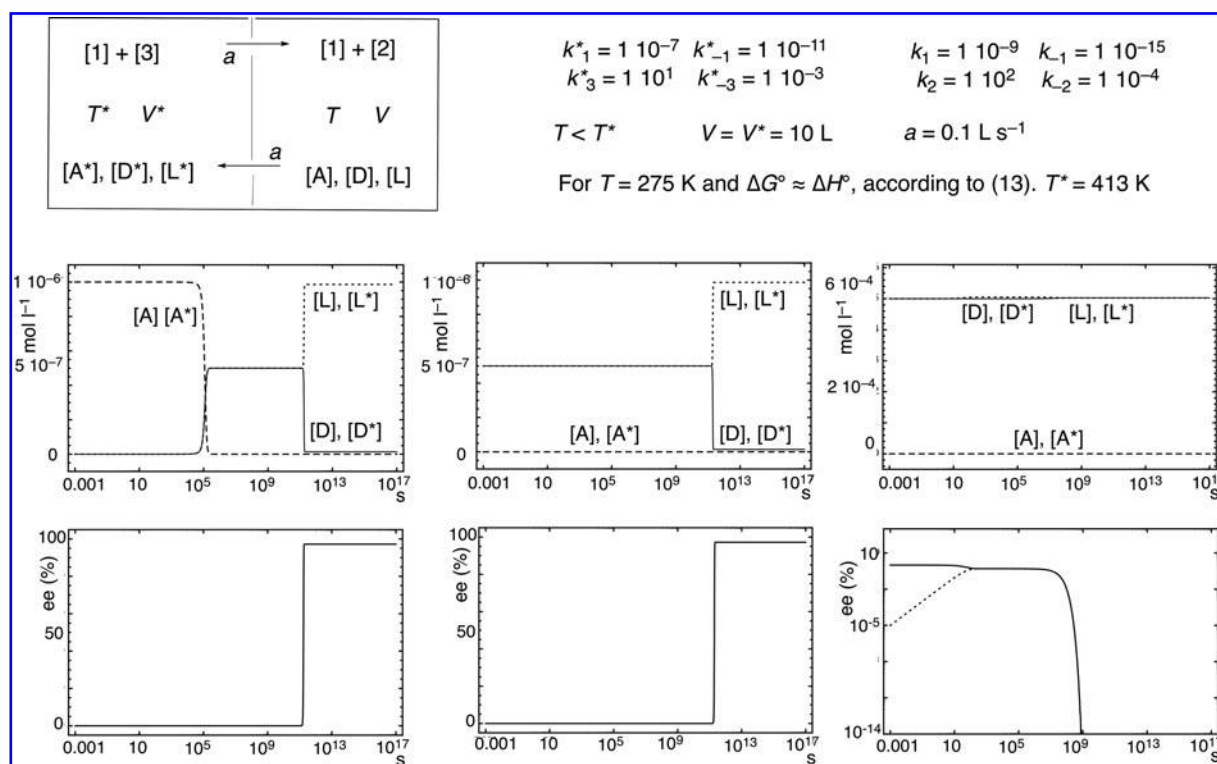 [1] + [3] a [1] + [2]
T* V* T V
a
[A*], [D*], [L*] [A], [D], [L]
k*₁ = 1 10⁻⁷ k*₋₁ = 1 10⁻¹¹ k₁ = 1 10⁻⁹ k₋₁ = 1 10⁻¹⁵
k*₃ = 1 10¹ k*₋₃ = 1 10⁻³ k₂ = 1 10² k₋₂ = 1 10⁻⁴
T < T* V = V* = 10 L a = 0.1 L s⁻¹
For T = 275 K and ΔG° ≈ ΔH°, according to (13). T* = 413 K
mol l⁻¹
1 10⁻⁶
5 10⁻⁷
0
[A] [A*]
[L], [L*]
[D], [D*]
0.001 10 10⁵ 10⁹ 10¹³ 10¹⁷
s
mol l⁻¹
1 10⁻⁶
5 10⁻⁷
0
[L], [L*]
[A], [A*] [D], [D*]
0.001 10 10⁵ 10⁹ 10¹³ 10¹⁷
s
mol l⁻¹
6 10⁻⁴
2 10⁻⁴
0
[D], [D*] [L], [L*]
[A], [A*]
0.001 10 10⁵ 10⁹ 10¹³ 10¹⁷
s
ee (%)
100
50
0
0.001 10 10⁵ 10⁹ 10¹³ 10¹⁷
s
ee (%)
100
50
0
0.001 10 10⁵ 10⁹ 10¹³ 10¹⁷
s
ee (%)
10
10⁻⁵
10⁻¹⁴
0.001 10 10⁵ 10⁹ 10¹³ 10¹⁷
s